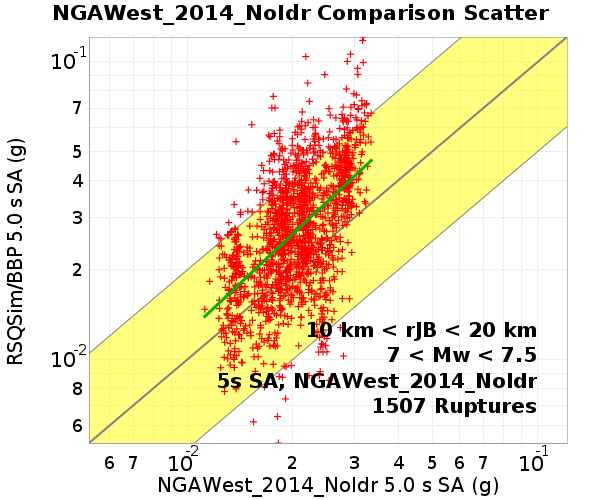 NGAWest_2014_NoIdr Comparison Scatter
10⁻¹
7
5
4
3
2
10⁻²
8
6
RSQSim/BBP 5.0 s SA (g)
10 km < rJB < 20 km
7 < Mw < 7.5
5s SA, NGAWest_2014_NoIdr
1507 Ruptures
6 7 10⁻² 2 3 4 5 6 7 10⁻¹
NGAWest_2014_NoIdr 5.0 s SA (g)